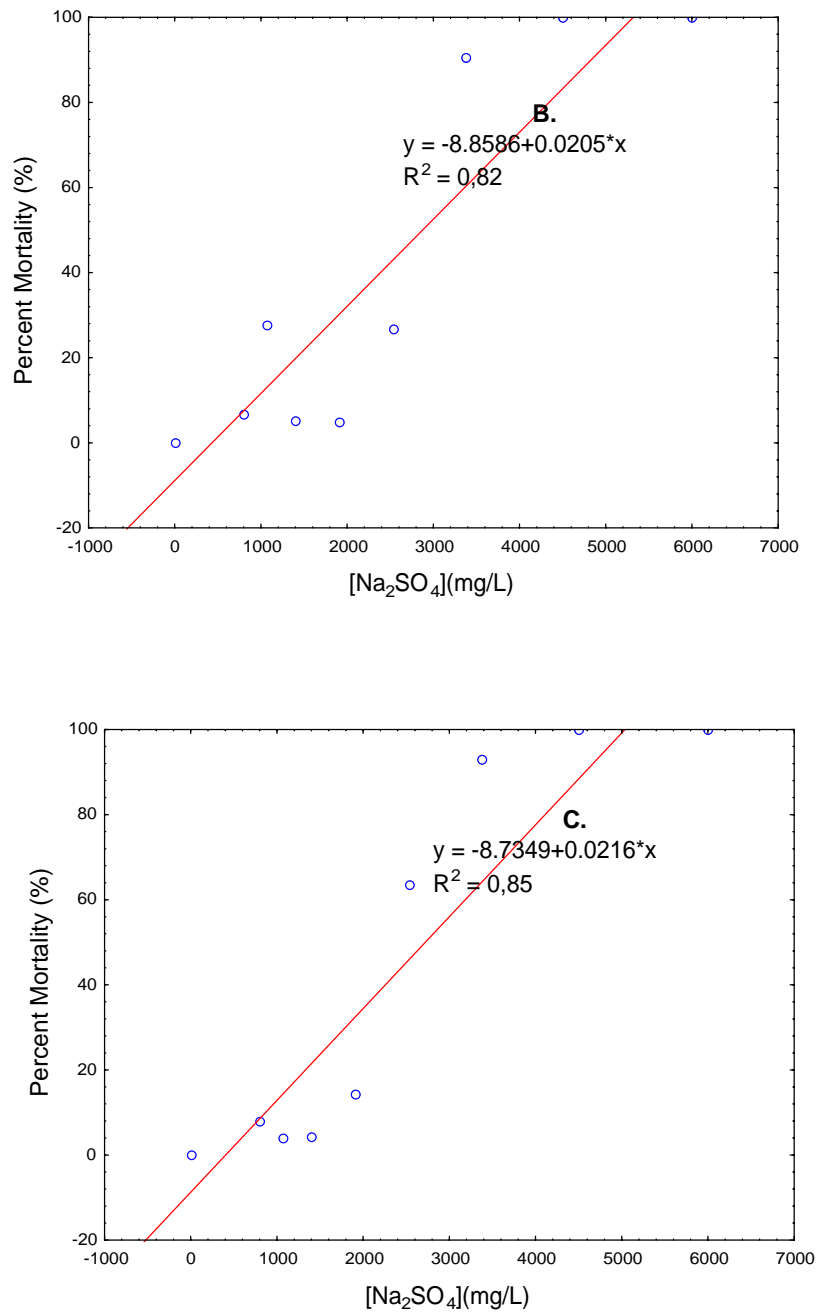 100
80
60
40
20
0
-20
Percent Mortality (%)
B.
y = -8.8586+0.0205*x
R² = 0,82
-1000 0 1000 2000 3000 4000 5000 6000 7000
[Na₂SO₄](mg/L)
100
80
60
40
20
0
-20
Percent Mortality (%)
C.
y = -8.7349+0.0216*x
R² = 0,85
-1000 0 1000 2000 3000 4000 5000 6000 7000
[Na₂SO₄](mg/L)